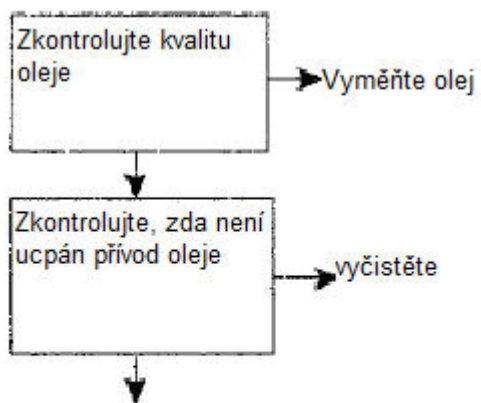 Zkontrolujte kvalitu
oleje
Vyměňte olej
Zkontrolujte, zda není
ucpán přívod oleje
vyčistěte